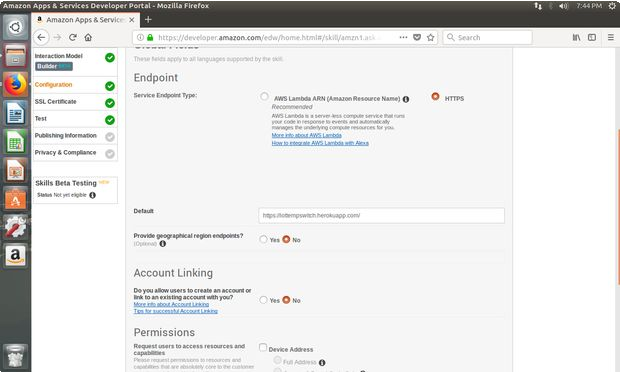 Amazon Apps & Services Developer Portal - Mozilla Firefox
7:44 PM
Amazon Apps & Services
https://developer.amazon.com/edw/home.html#/skill/amzn1.ask
Search
Global Fields
These fields apply to all languages supported by the skill.
Interaction Model
Builder BETA
Configuration
SSL Certificate
Test
Publishing Information
Privacy & Compliance
Skills Beta Testing NEW
Status Not yet eligible
Endpoint
Service Endpoint Type:
AWS Lambda ARN (Amazon Resource Name)
HTTPS
Recommended
AWS Lambda is a server-less compute service that runs
your code in response to events and automatically
manages the underlying compute resources for you.
More info about AWS Lambda
How to integrate AWS Lambda with Alexa
Default
https://iottempswitch.herokuapp.com/
Provide geographical region endpoints?
(Optional)
Yes No
Account Linking
Do you allow users to create an account or
link to an existing account with you?
Yes No
More info about Account Linking
Tips for successful Account Linking
Permissions
Request users to access resources and
capabilities
Device Address
Please request permissions to resources and
capabilities that are absolutely core to the customer
Full Address